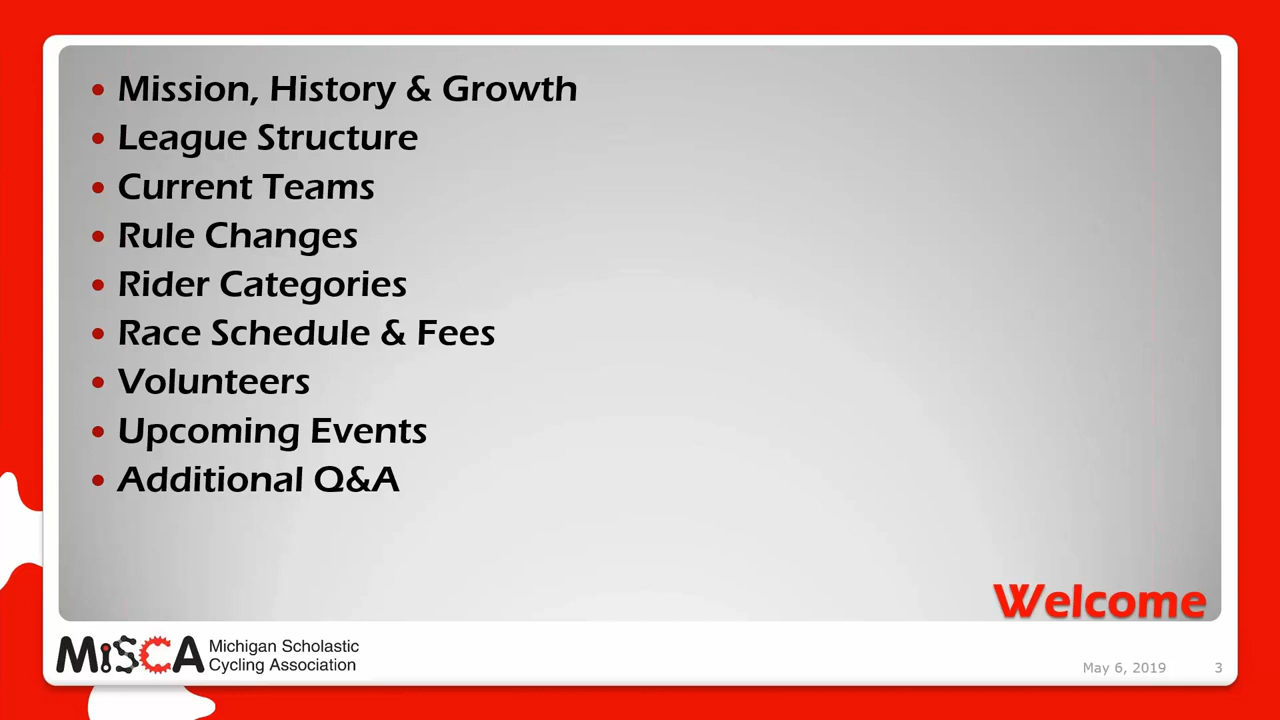 • Mission, History & Growth
• League Structure
• Current Teams
• Rule Changes
• Rider Categories
• Race Schedule & Fees
• Volunteers
• Upcoming Events
• Additional Q&A
Welcome
MiSCA Michigan Scholastic
Cycling Association
May 6, 2019 3